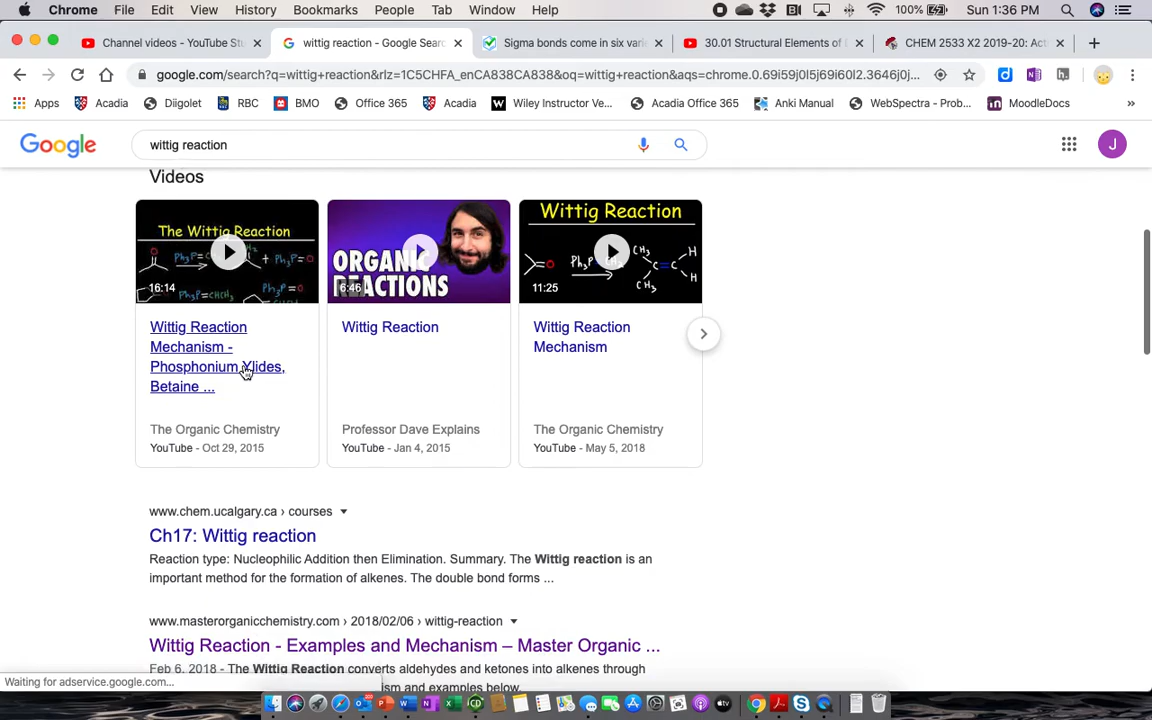 Chrome File Edit View History Bookmarks People Tab Window Help 100% Sun 1:36 PM
Channel videos - YouTube Stu wittig reaction - Google Searc Sigma bonds come in six vari 30.01 Structural Elements of CHEM 2533 X2 2019-20: Act
google.com/search?q=wittig+reaction&rlz=1C5CHFA_enCA838CA838&oq=wittig+reaction&aqs=chrome.0.69i59j0l5j69i60l2.3646j0j...
Apps Acadia Diigolet RBC BMO Office 365 Acadia Wiley Instructor Ve... Acadia Office 365 Anki Manual WebSpectra - Prob... MoodleDocs »
Google wittig reaction J
Videos
The Wittig Reaction
16:14
ORGANIC
REACTIONS
6:46
Wittig Reaction
11:25
Wittig Reaction
Mechanism -
Phosphonium Ylides,
Betaine ...
The Organic Chemistry
YouTube - Oct 29, 2015
Wittig Reaction
Professor Dave Explains
YouTube - Jan 4, 2015
Wittig Reaction
Mechanism
The Organic Chemistry
YouTube - May 5, 2018
www.chem.ucalgary.ca › courses
Ch17: Wittig reaction
Reaction type: Nucleophilic Addition then Elimination. Summary. The Wittig reaction is an
important method for the formation of alkenes. The double bond forms ...
www.masterorganicchemistry.com › 2018/02/06 › wittig-reaction
Wittig Reaction - Examples and Mechanism – Master Organic ...
Feb 6, 2018 - The Wittig Reaction converts aldehydes and ketones into alkenes through
ism and examples below.
Waiting for adservice.google.com...